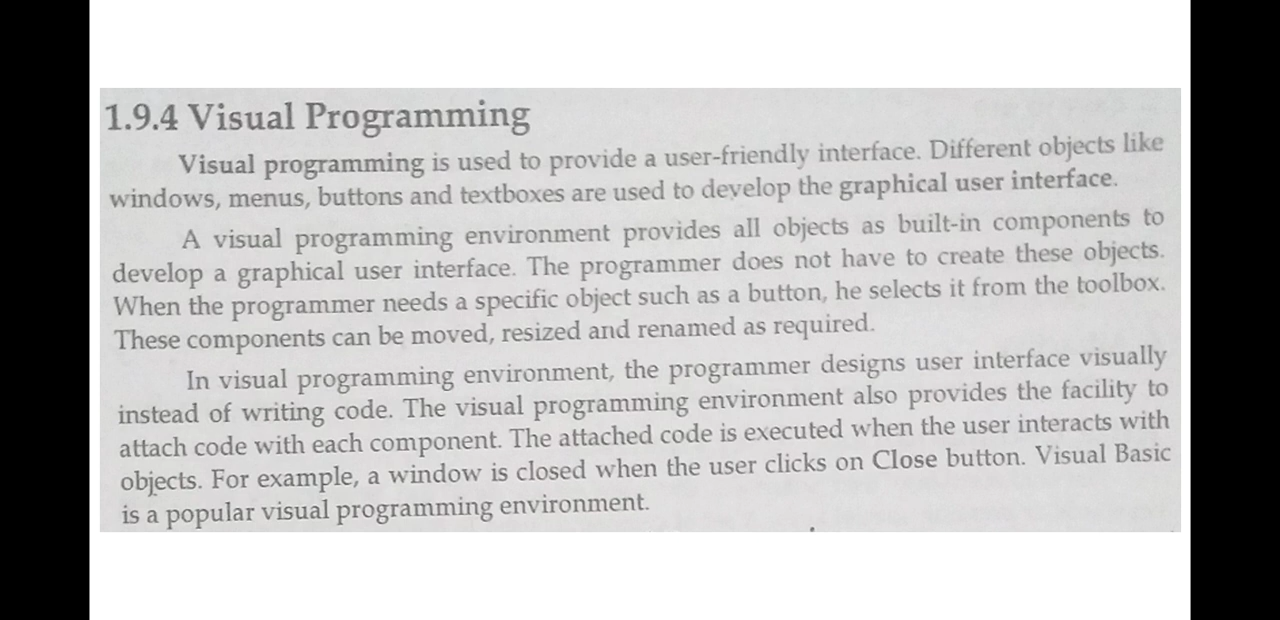 1.9.4 Visual Programming
Visual programming is used to provide a user-friendly interface. Different objects like
windows, menus, buttons and textboxes are used to develop the graphical user interface.
A visual programming environment provides all objects as built-in components to
develop a graphical user interface. The programmer does not have to create these objects.
When the programmer needs a specific object such as a button, he selects it from the toolbox.
These components can be moved, resized and renamed as required.
In visual programming environment, the programmer designs user interface visually
instead of writing code. The visual programming environment also provides the facility to
attach code with each component. The attached code is executed when the user interacts with
objects. For example, a window is closed when the user clicks on Close button. Visual Basic
is a popular visual programming environment.